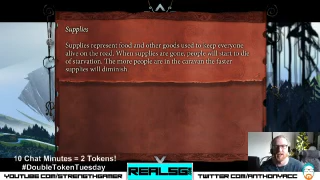 Supplies
Supplies represent food and other goods used to keep everyone
alive on the road. When supplies are gone, people will start to die
of starvation. The more people are in the caravan the faster
supplies will diminish.
10 Chat Minutes = 2 Tokens!
#DoubleTokenTuesday
REALSG
YOUTUBE.COM/STRENGTHGAMER
TWITTER.COM/ANTHONYACC